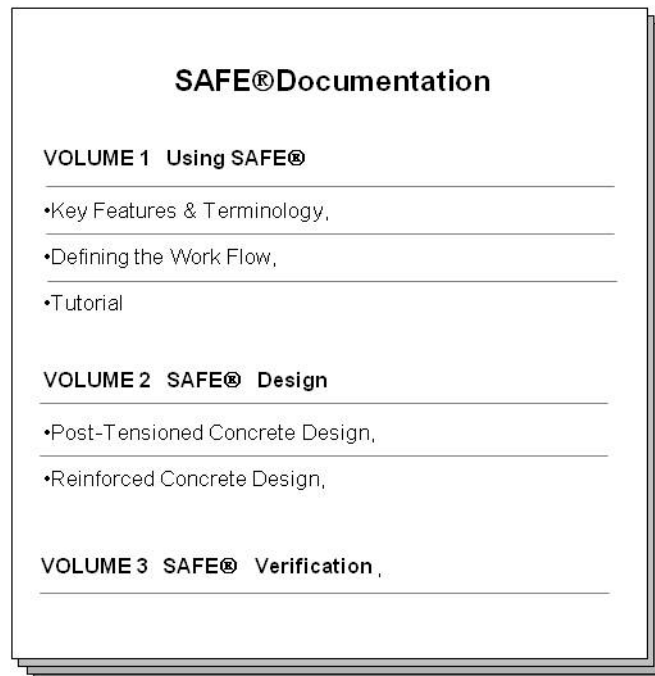 SAFE®Documentation
VOLUME 1 Using SAFE®
•Key Features & Terminology,
•Defining the Work Flow,
•Tutorial
VOLUME 2 SAFE® Design
•Post-Tensioned Concrete Design,
•Reinforced Concrete Design,
VOLUME 3 SAFE® Verification ,